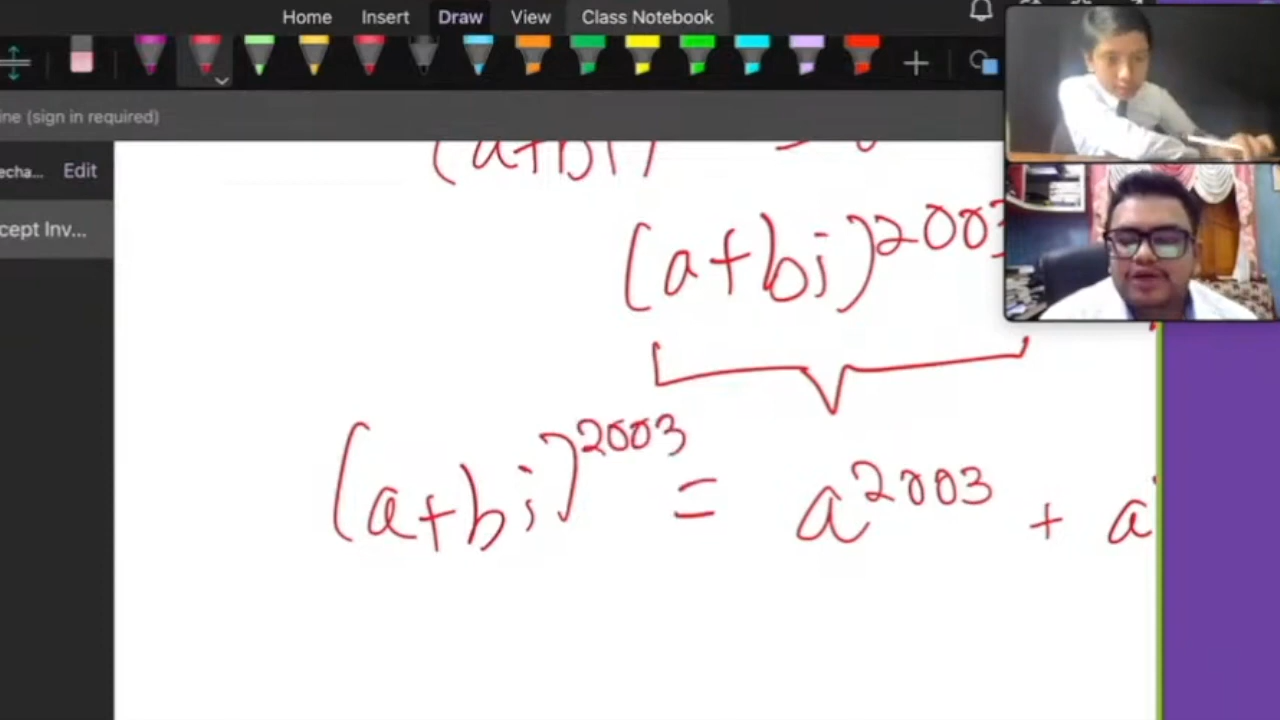 Home Insert Draw View Class Notebook
ine (sign in required)
echa... Edit
cept Inv...
(a+bi)
(a+bi)^2003
(a+bi)^2003 = a^2003 + a